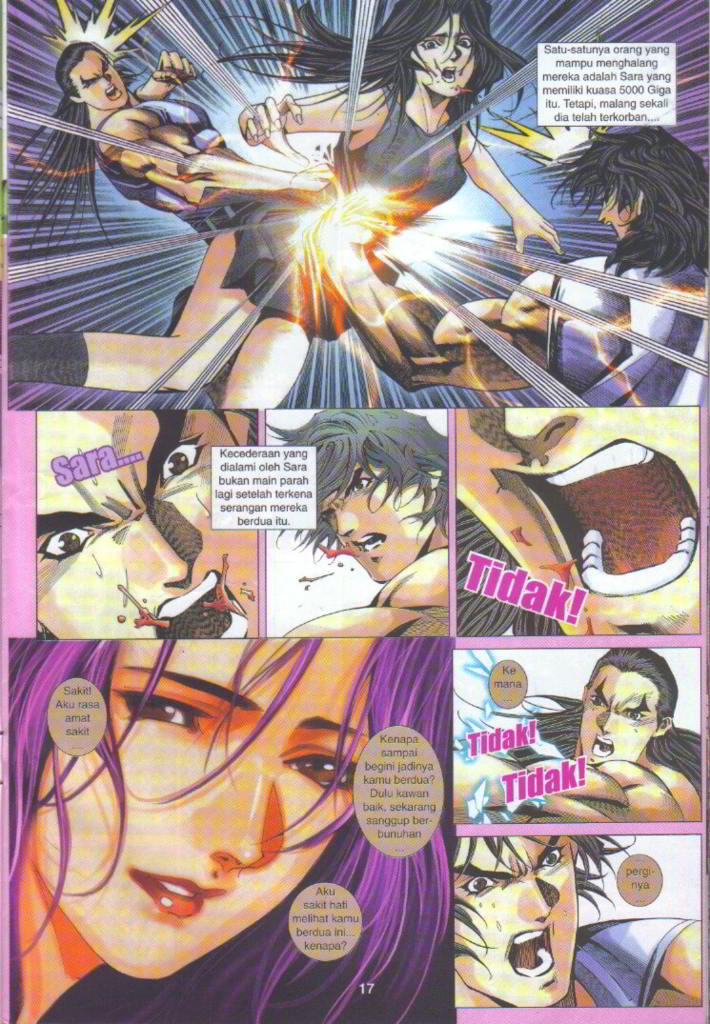 Satu-satunya orang yang
mampu menghalang
mereka adalah Sara yang
memiliki kuasa 5000 Giga
itu. Tetapi, malang sekali
dia telah terkorban....
Sara....
Kecederaan yang
dialami oleh Sara
bukan main parah
lagi setelah terkena
serangan mereka
berdua itu.
Tidak!
Sakit!
Aku rasa
amat
sakit
...
Kenapa
sampai
begini jadinya
kamu berdua?
Dulu kawan
baik, sekarang
sanggup ber-
bunuhan
...
Aku
sakit hati
melihat kamu
berdua ini...
kenapa?
Ke
mana
...
Tidak!
Tidak!
pergi-
nya
...
17